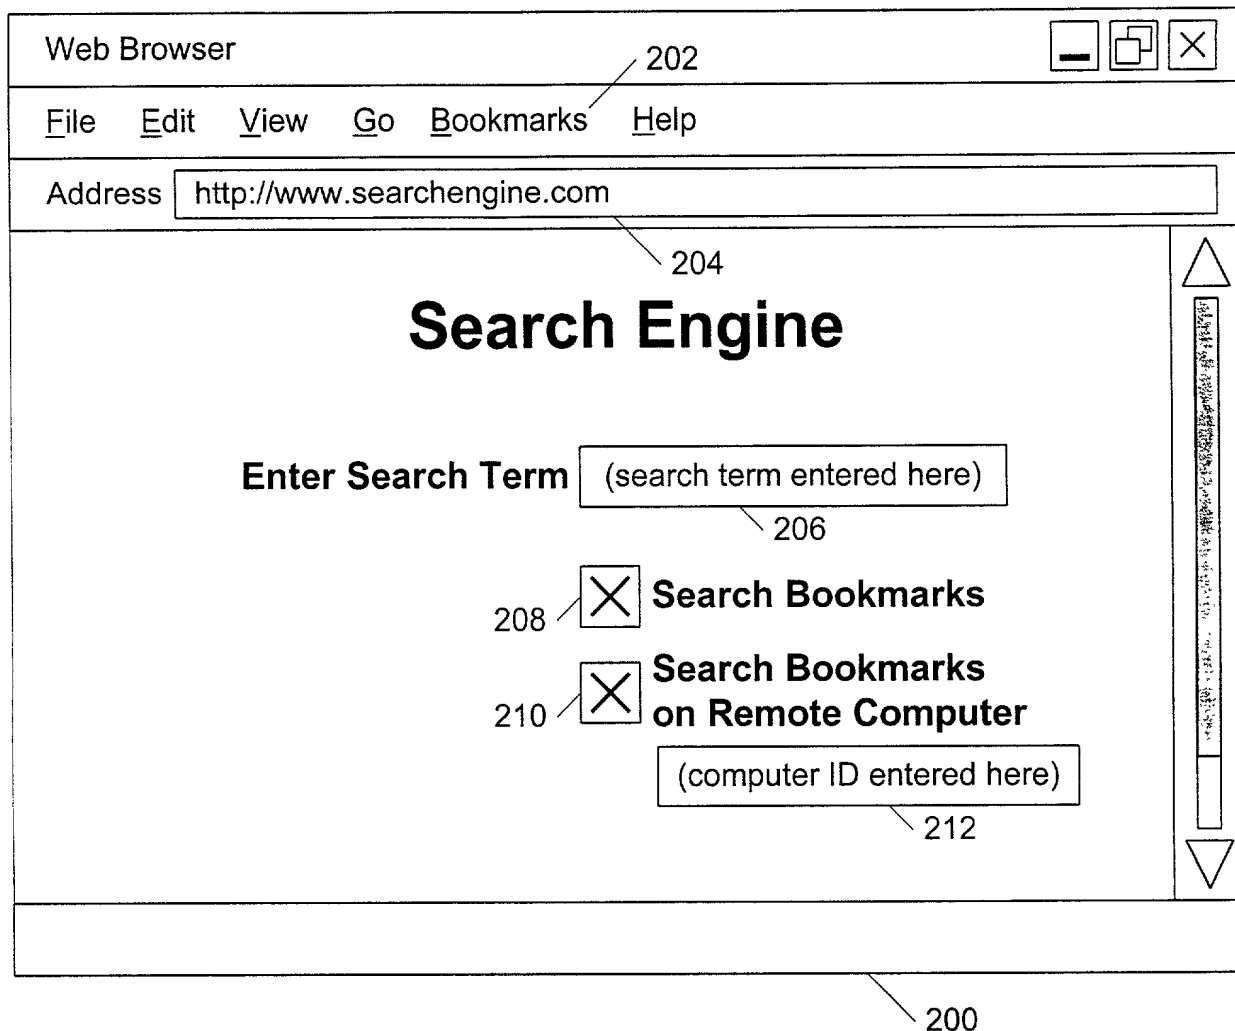 Web Browser
202
File Edit View Go Bookmarks Help
Address http://www.searchengine.com
204
Search Engine
Enter Search Term (search term entered here)
206
208 Search Bookmarks
210 Search Bookmarks
on Remote Computer
(computer ID entered here)
212
200